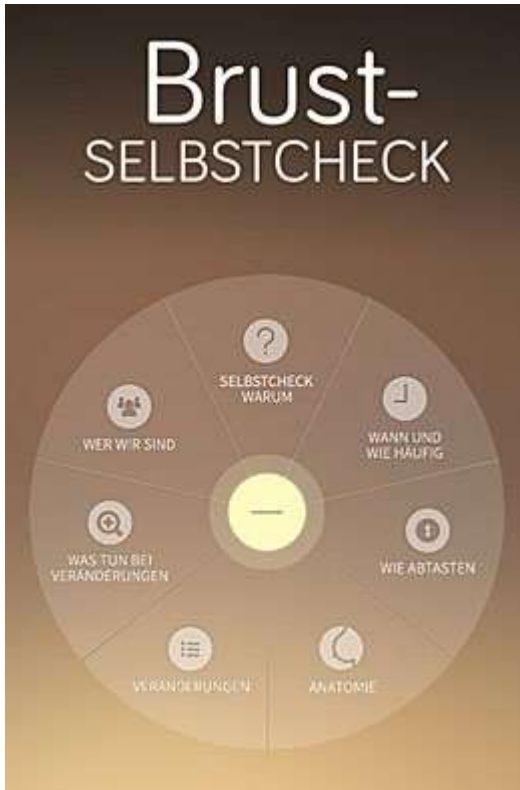 Brust-
SELBSTCHECK
SELBSTCHECK
WARUM
WANN UND
WIE HÄUFIG
WIE ABTASTEN
ANATOMIE
VERÄNDERUNGEN
WAS TUN BEI
VERÄNDERUNGEN
WER WIR SIND